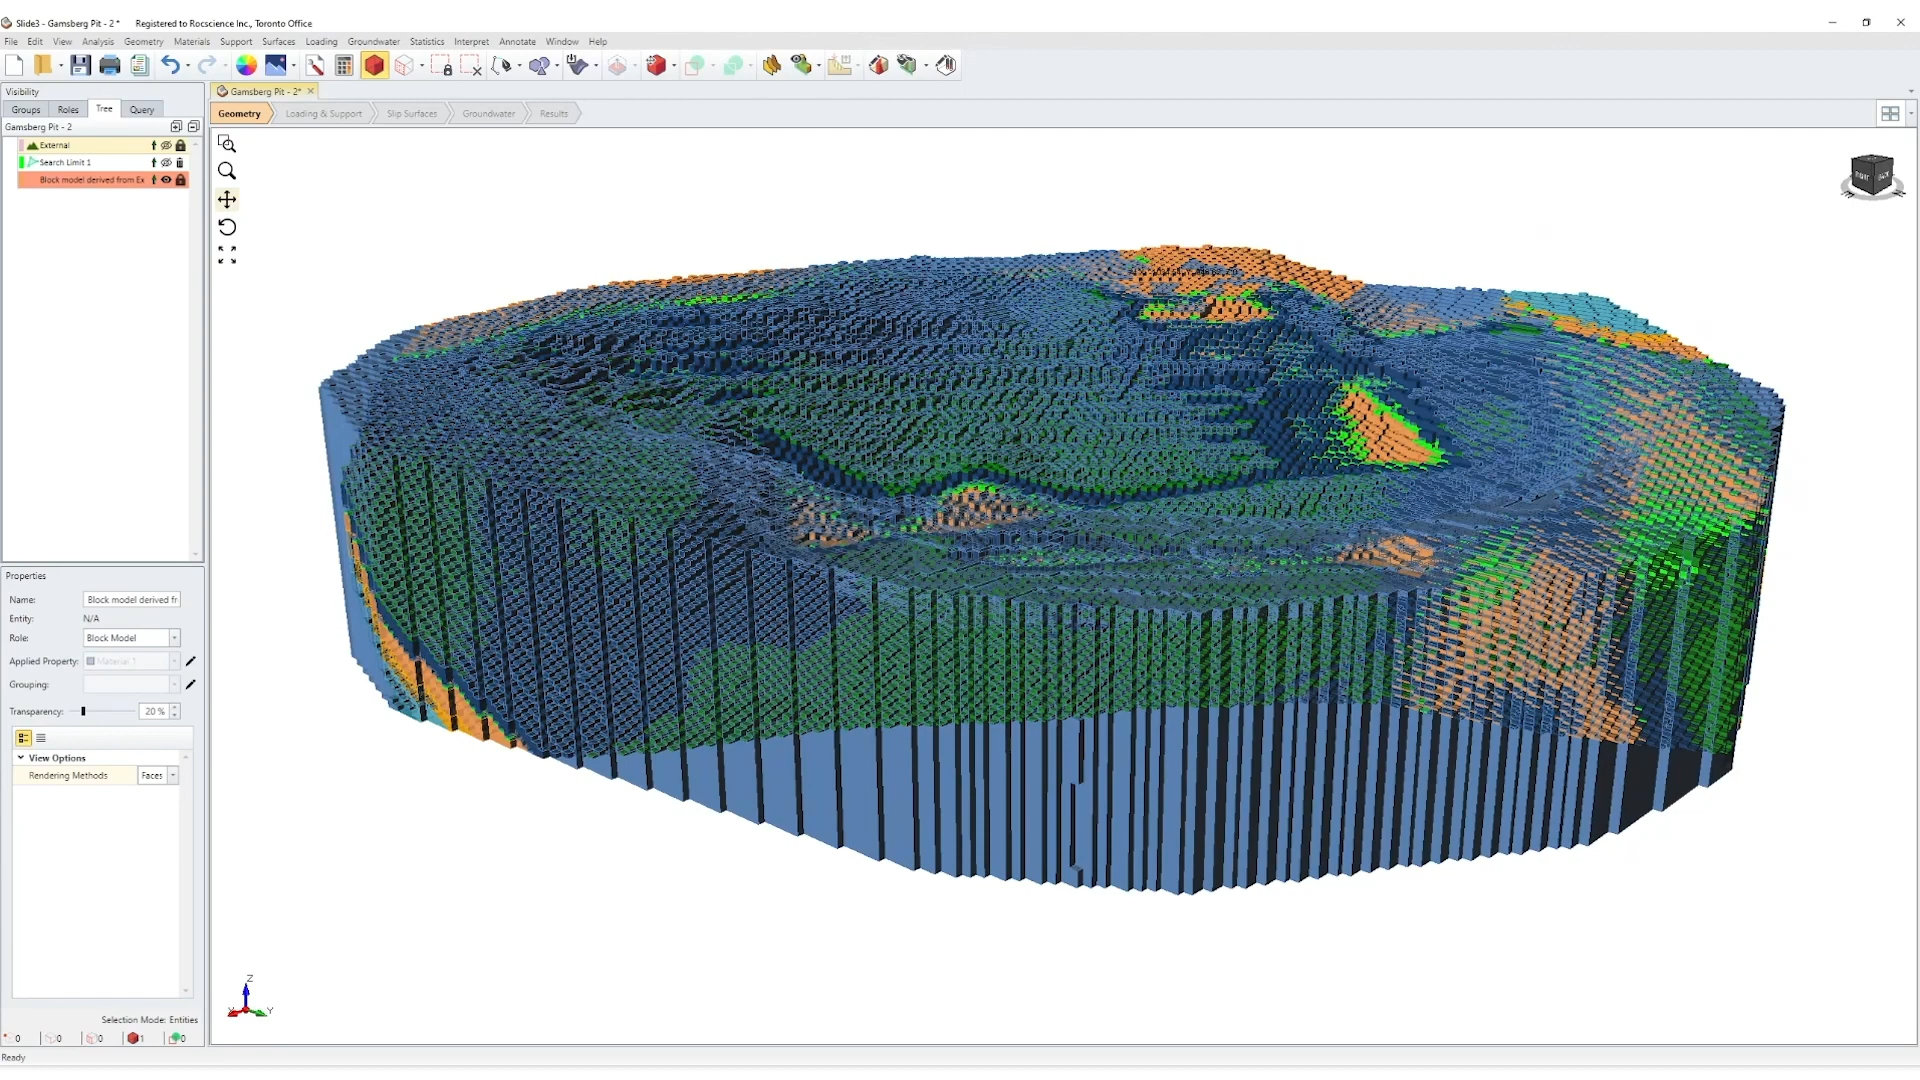 Slide3 - Gamsberg Pit - 2 * Registered to Rocscience Inc., Toronto Office
File Edit View Analysis Geometry Materials Support Surfaces Loading Groundwater Statistics Interpret Annotate Window Help
Visibility
Gamsberg Pit - 2*
Groups Roles Tree Query
Geometry Loading & Support Slip Surfaces Groundwater Results
Gamsberg Pit - 2
External
Search Limit 1
Block model derived from Ex
Properties
Name: Block model derived fr
Entity: N/A
Role: Block Model
Applied Property: Material 1
Grouping:
Transparency: 20 %
View Options
Rendering Methods Faces
Z
Y
Selection Mode: Entities
0 0 0 1 0
Ready